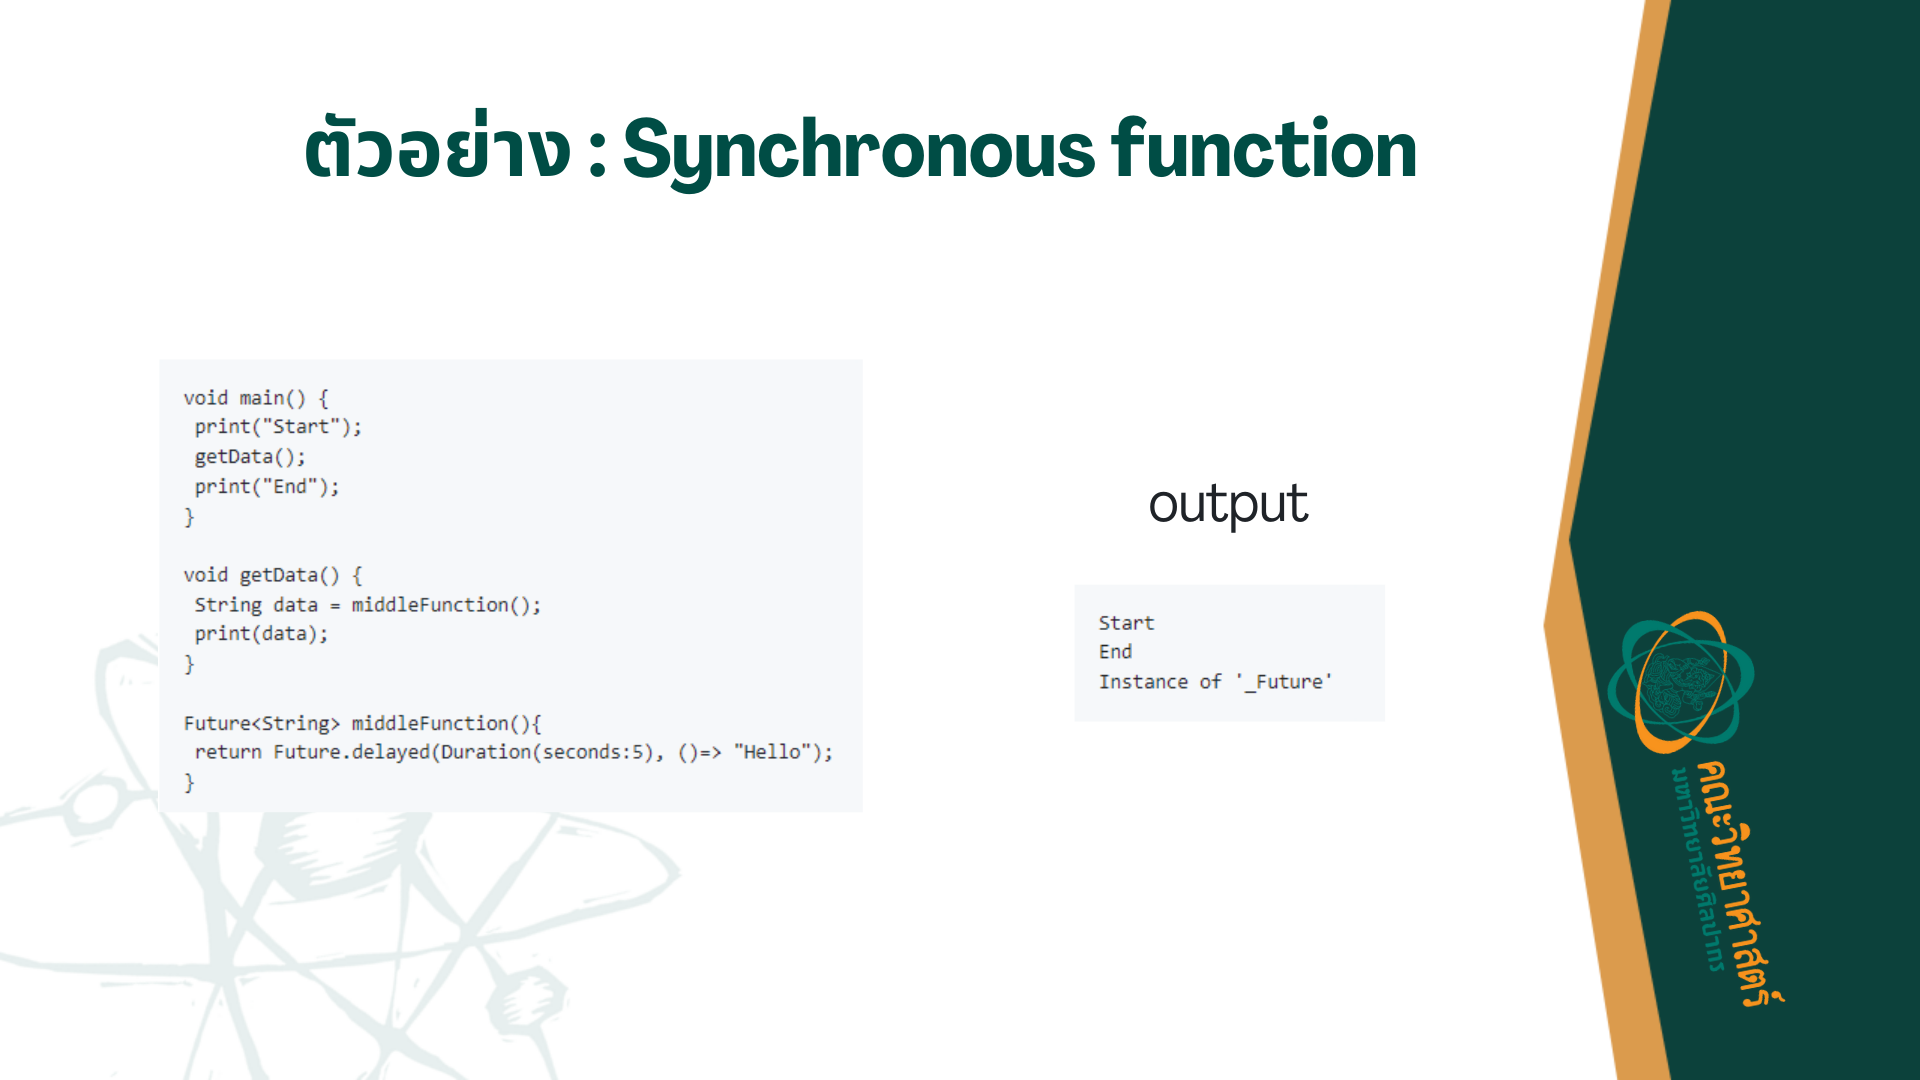 ตัวอย่าง : Synchronous function
void main() {
 print("Start");
 getData();
 print("End");
}
void getData() {
 String data = middleFunction();
 print(data);
}
Future<String> middleFunction(){
 return Future.delayed(Duration(seconds:5), ()=> "Hello");
}
output
Start
End
Instance of '_Future'
คณะวิทยาศาสตร์
มหาวิทยาลัยศิลปากร